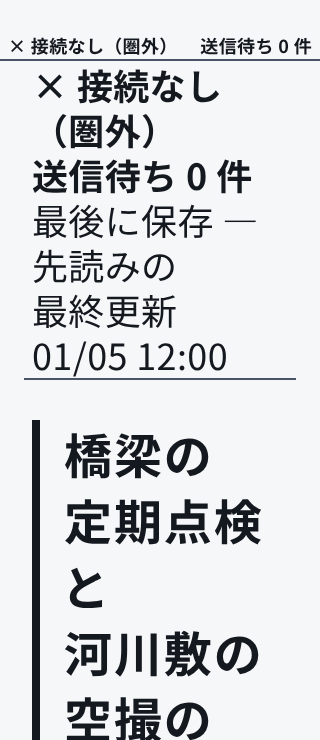 × 接続なし（圏外） 送信待ち 0 件
× 接続なし
（圏外）
送信待ち 0 件
最後に保存 —
先読みの
最終更新
01/05 12:00
橋梁の
定期点検
と
河川敷の
空撮の